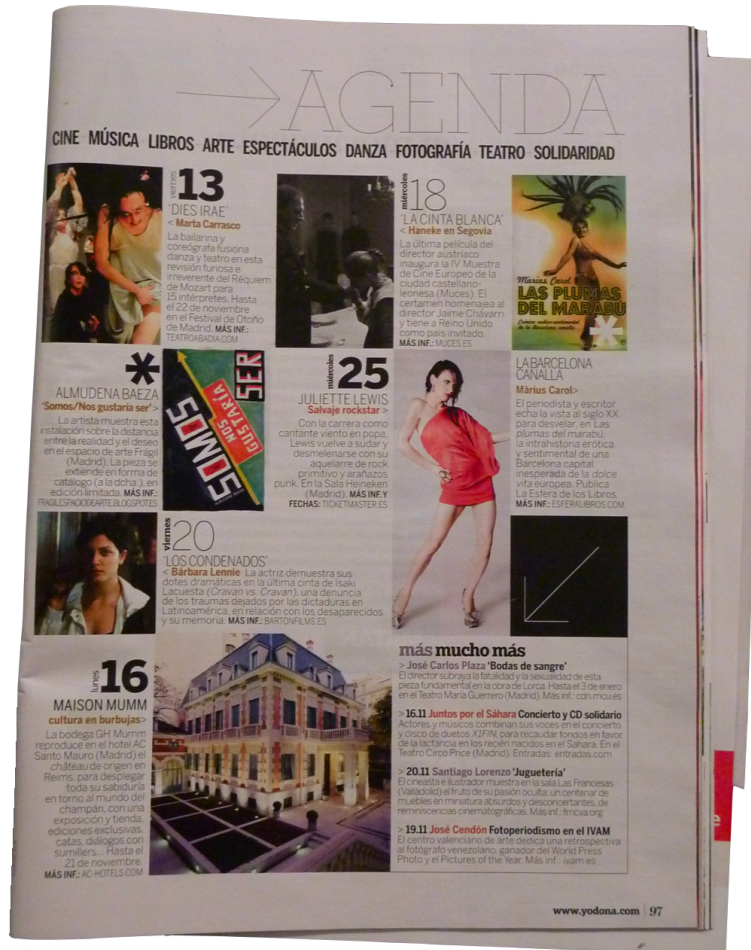 AGENDA
CINE MÚSICA LIBROS ARTE ESPECTÁCULOS DANZA FOTOGRAFÍA TEATRO SOLIDARIDAD
viernes 13
'DIES IRAE'
< Marta Carrasco
La bailarina y
coreógrafa fusiona
danza y teatro en esta
revisión furiosa e
irreverente del Réquiem
de Mozart para
15 intérpretes. Hasta
el 22 de noviembre
en el Festival de Otoño
de Madrid. MÁS INF.:
TEATROABADIA.COM
miércoles 18
'LA CINTA BLANCA'
< Haneke en Segovia
La última película del
director austríaco
inaugura la IV Muestra
de Cine Europeo de la
ciudad castellano-
leonesa (Muces). El
certamen homenajea al
director Jaime Chávarri
y tiene a Reino Unido
como país invitado.
MÁS INF.: MUCES.ES
Màrius Carol
LAS PLUMAS
DEL MARABÚ
*
ALMUDENA BAEZA
'Somos/Nos gustaría ser' >
La artista muestra esta
instalación sobre la distancia
entre la realidad y el deseo
en el espacio de arte Frágil
(Madrid). La pieza se
extiende en forma de
catálogo (a la dcha.), en
edición limitada. MÁS INF.:
FRAGILESPACIODEARTE.BLOGSPOT.ES
SOMOS
NOS
GUSTARÍA
SER
miércoles 25
JULIETTE LEWIS
Salvaje rockstar >
Con la carrera como
cantante viento en popa,
Lewis vuelve a sudar y
desmelenarse con su
aquelarre de rock
primitivo y arañazos
punk. En la Sala Heineken
(Madrid). MÁS INF. Y
FECHAS: TICKETMASTER.ES
*
LA BARCELONA
CANALLA
Màrius Carol>
El periodista y escritor
echa la vista al siglo XX
para desvelar, en Las
plumas del marabú,
la intrahistoria erótica
y sentimental de una
Barcelona capital
inesperada de la dolce
vita europea. Publica
La Esfera de los Libros.
MÁS INF.: ESFERALIBROS.COM
viernes 20
'LOS CONDENADOS'
< Bárbara Lennie La actriz demuestra sus
dotes dramáticas en la última cinta de Isaki
Lacuesta (Cravan vs. Cravan), una denuncia
de los traumas dejados por las dictaduras en
Latinoamérica, en relación con los desaparecidos
y su memoria. MÁS INF.: BARTONFILMS.ES
lunes 16
MAISON MUMM
cultura en burbujas>
La bodega GH Mumm
reproduce en el hotel AC
Santo Mauro (Madrid) el
château de origen en
Reims, para desplegar
toda su sabiduría
en torno al mundo del
champán, con una
exposición y tienda,
ediciones exclusivas,
catas, diálogos con
sumillers... Hasta el
21 de noviembre.
MÁS INF.: AC-HOTELS.COM
más mucho más
> José Carlos Plaza 'Bodas de sangre'
El director subraya la fatalidad y la sexualidad de esta
pieza fundamental en la obra de Lorca. Hasta el 3 de enero
en el Teatro María Guerrero (Madrid). Más inf.: cdn.mcu.es
> 16.11 Juntos por el Sáhara Concierto y CD solidario
Actores y músicos combinan sus voces en el concierto
y disco de duetos X1FIN, para recaudar fondos en favor
de la lactancia en los recién nacidos en el Sahara. En el
Teatro Circo Price (Madrid). Entradas: entradas.com
> 20.11 Santiago Lorenzo 'Juguetería'
El cineasta e ilustrador muestra en la sala Las Francesas
(Valladolid) el fruto de su pasión oculta: un centenar de
muebles en miniatura absurdos y desconcertantes, de
reminiscencias cinematográficas. Más inf.: fmcva.org
> 19.11 José Cendón Fotoperiodismo en el IVAM
El centro valenciano de arte dedica una retrospectiva
al fotógrafo venezolano, ganador del World Press
Photo y el Pictures of the Year. Más inf.: ivam.es
www.yodona.com | 97